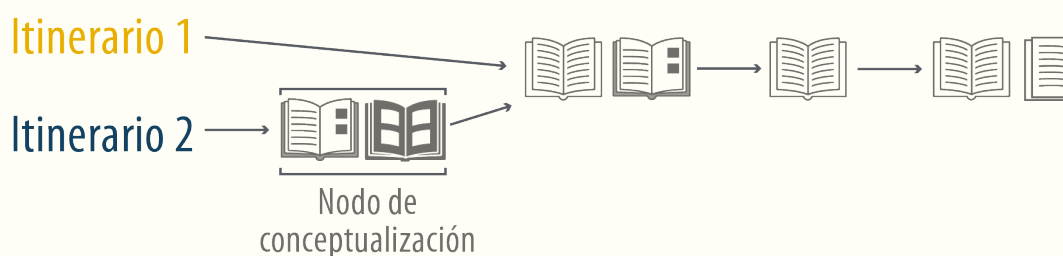 Itinerario 1
Itinerario 2
Nodo de
conceptualización